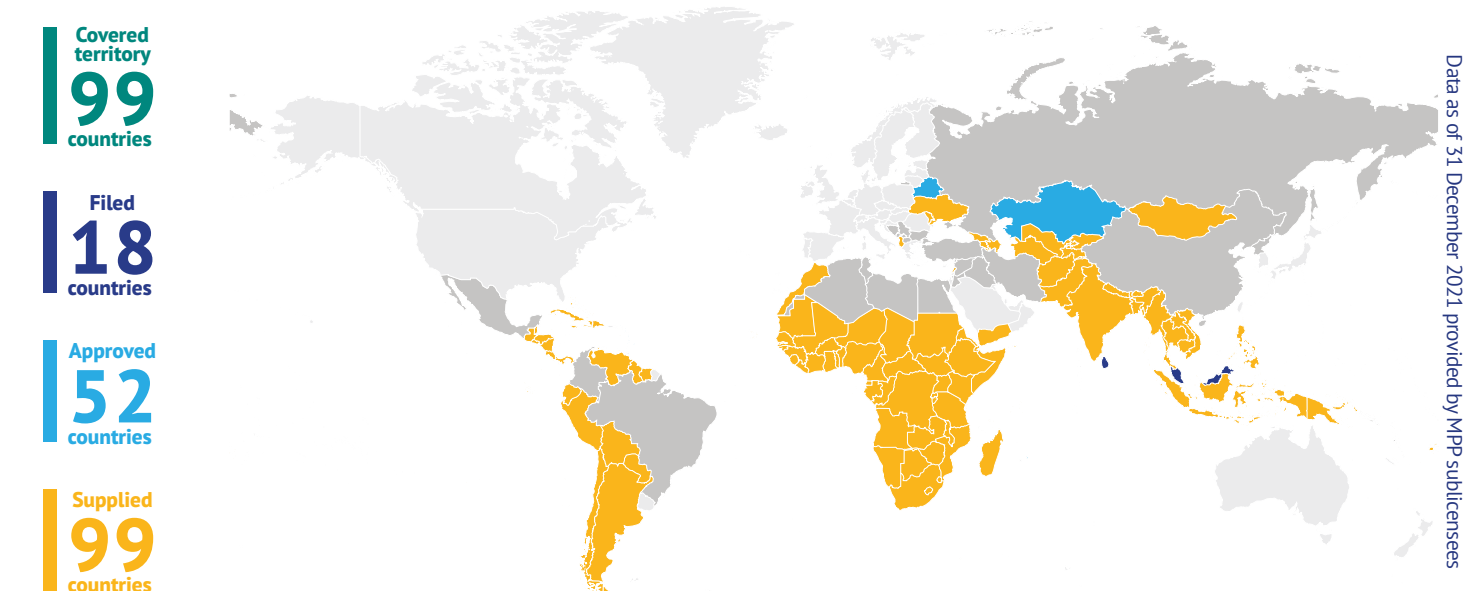 Covered
territory
99
countries
Filed
18
countries
Approved
52
countries
Supplied
99
countries
Data as of 31 December 2021 provided by MPP sublicensees